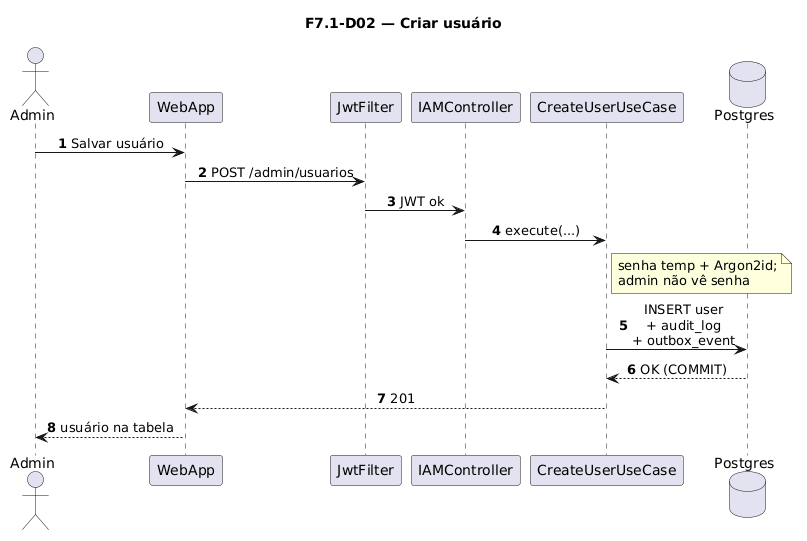 F7.1-D02 — Criar usuário
Admin
WebApp
JwtFilter
IAMController
CreateUserUseCase
Postgres
1 Salvar usuário
2 POST /admin/usuarios
3 JWT ok
4 execute(...)
senha temp + Argon2id;
admin não vê senha
INSERT user
5 + audit_log
+ outbox_event
6 OK (COMMIT)
7 201
8 usuário na tabela
Admin
WebApp
JwtFilter
IAMController
CreateUserUseCase
Postgres